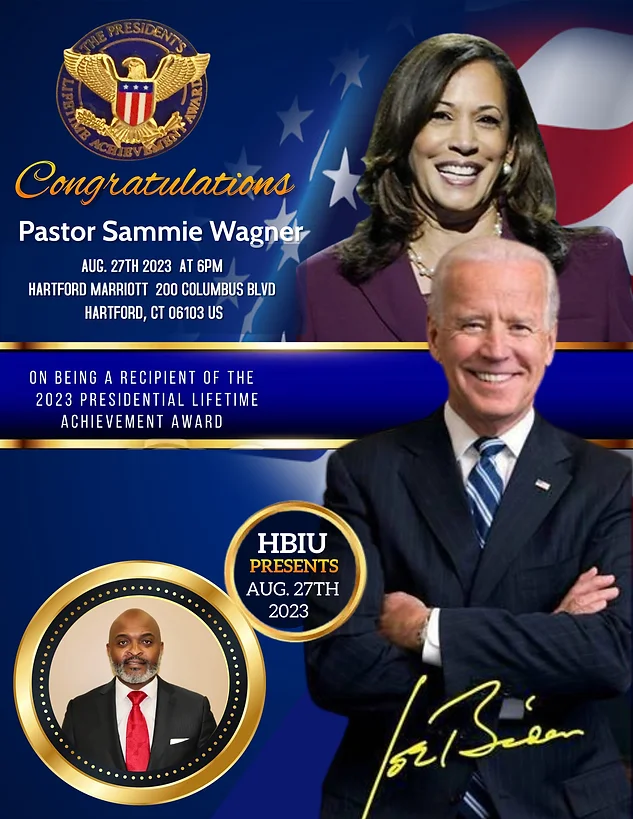 THE PRESIDENT'S
LIFETIME ACHIEVEMENT AWARD
Congratulations
Pastor Sammie Wagner
AUG. 27TH 2023 AT 6PM
HARTFORD MARRIOTT 200 COLUMBUS BLVD
HARTFORD, CT 06103 US
ON BEING A RECIPIENT OF THE
2023 PRESIDENTIAL LIFETIME
ACHIEVEMENT AWARD
HBIU
PRESENTS
AUG. 27TH
2023
Joe Biden